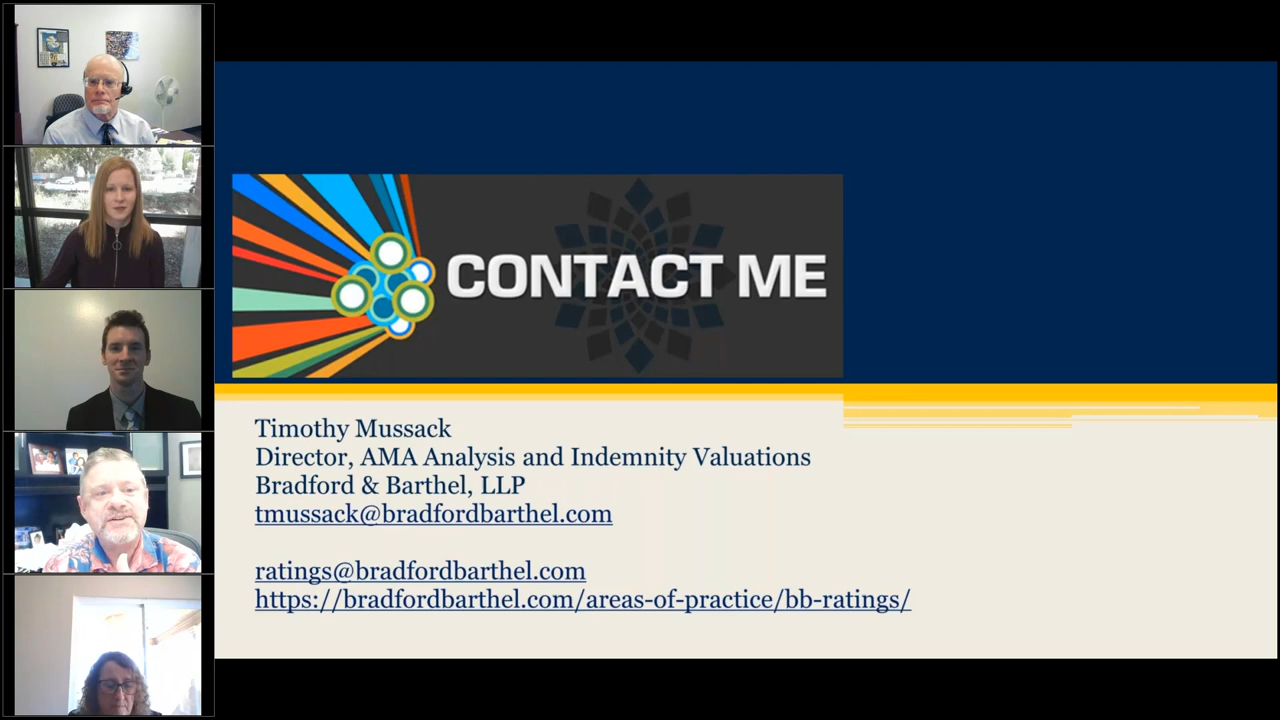 CONTACT ME
Timothy Mussack
Director, AMA Analysis and Indemnity Valuations
Bradford & Barthel, LLP
tmussack@bradfordbarthel.com
ratings@bradfordbarthel.com
https://bradfordbarthel.com/areas-of-practice/bb-ratings/